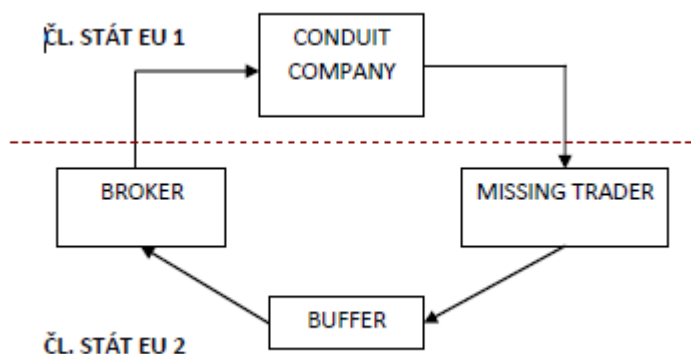 ČL. STÁT EU 1
CONDUIT
COMPANY
BROKER
MISSING TRADER
BUFFER
ČL. STÁT EU 2